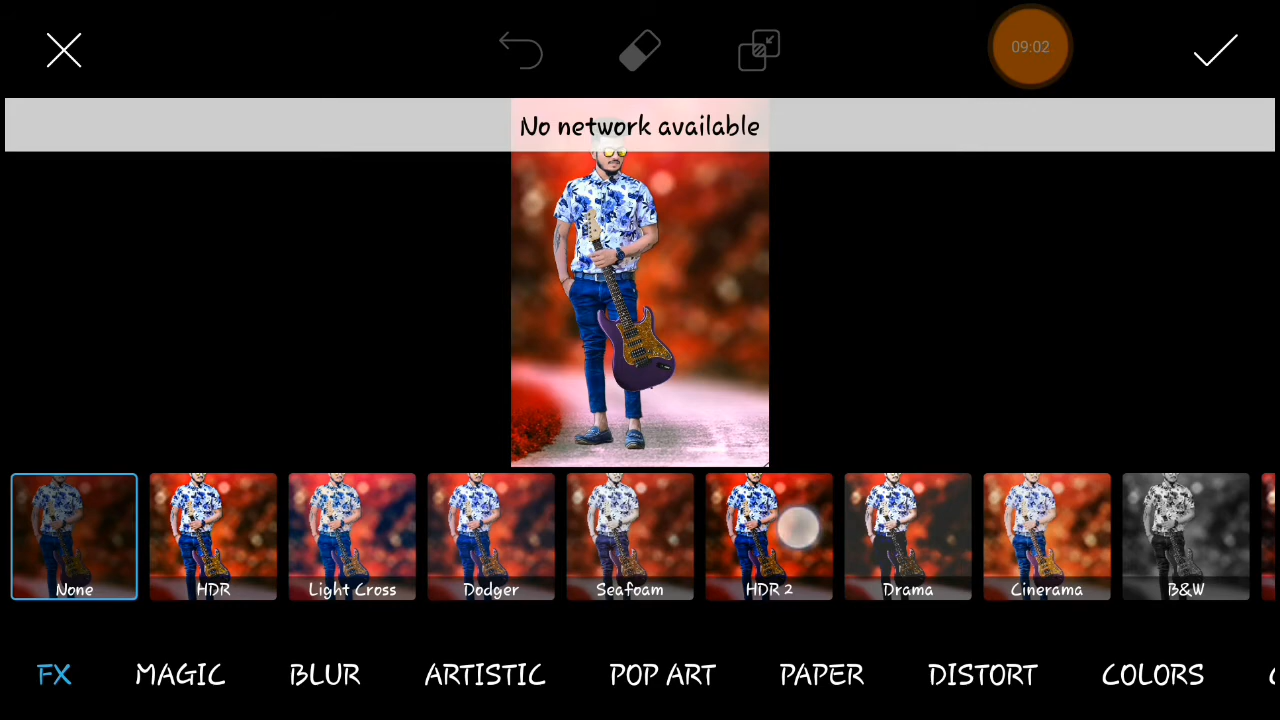 09:02
No network available
None HDR Light Cross Dodger Seafoam HDR 2 Drama Cinerama B&W
FX MAGIC BLUR ARTISTIC POP ART PAPER DISTORT COLORS